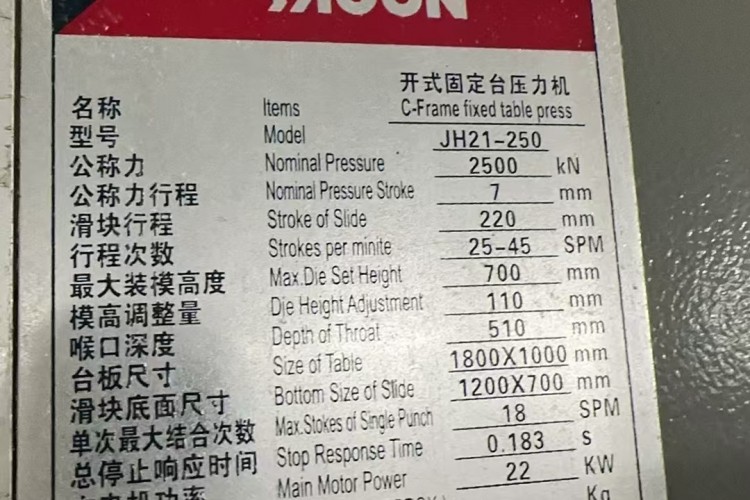 开式固定台压力机
名称 Items C-Frame fixed table press
型号 Model JH21-250
公称力 Nominal Pressure 2500 kN
公称力行程 Nominal Pressure Stroke 7 mm
滑块行程 Stroke of Slide 220 mm
行程次数 Strokes per minite 25-45 SPM
最大装模高度 Max.Die Set Height 700 mm
模高调整量 Die Height Adjustment 110 mm
喉口深度 Depth of Throat 510 mm
台板尺寸 Size of Table 1800X1000 mm
滑块底面尺寸 Bottom Size of Slide 1200X700 mm
单次最大结合次数 Max.Stokes of Single Punch 18 SPM
总停止响应时间 Stop Response Time 0.183 s
主电机功率 Main Motor Power 22 KW
Kg